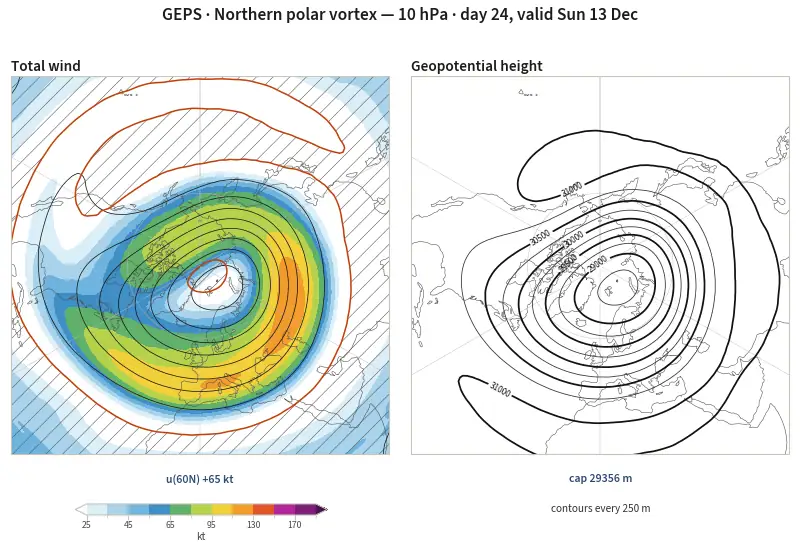 GEPS · Northern polar vortex — 10 hPa · day 24, valid Sun 13 Dec
Total wind
Geopotential height
31000
30500
30000
29500
29000
31000
u(60N) +65 kt
cap 29356 m
contours every 250 m
25 45 65 95 130 170
kt